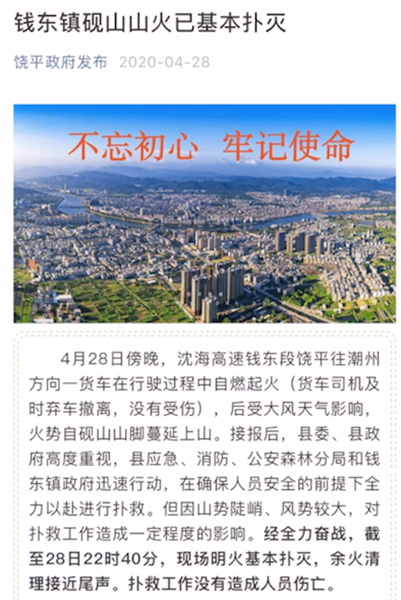 钱东镇砚山山火已基本扑灭
饶平政府发布 2020-04-28
不忘初心 牢记使命
4月28日傍晚，沈海高速钱东段饶平往潮州
方向一货车在行驶过程中自燃起火（货车司机及
时弃车撤离，没有受伤），后受大风天气影响，
火势自砚山山脚蔓延上山。接报后，县委、县政
府高度重视，县应急、消防、公安森林分局和钱
东镇政府迅速行动，在确保人员安全的前提下全
力以赴进行扑救。但因山势陡峭、风势较大，对
扑救工作造成一定程度的影响。经全力奋战，截
至28日22时40分，现场明火基本扑灭，余火清
理接近尾声。扑救工作没有造成人员伤亡。